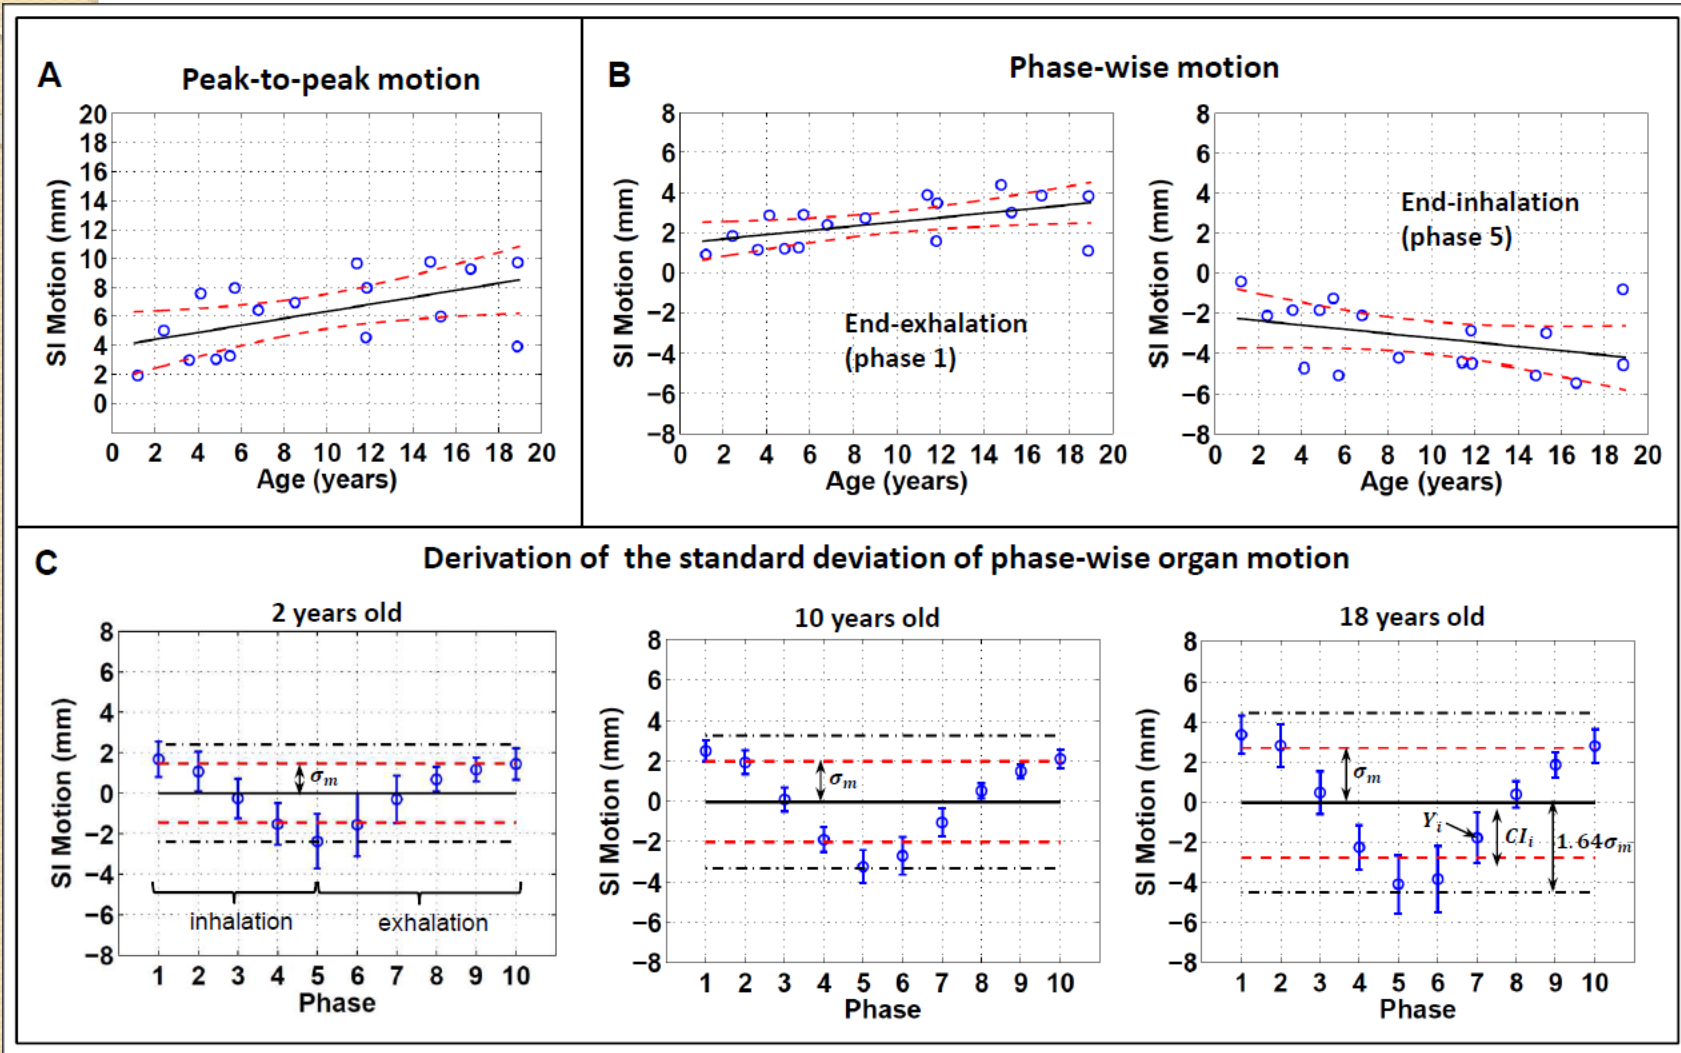 A
Peak-to-peak motion
20
18
16
14
12
10
8
6
4
2
0
SI Motion (mm)
0 2 4 6 8 10 12 14 16 18 20
Age (years)
B
Phase-wise motion
8
6
4
2
0
−2
−4
−6
−8
SI Motion (mm)
End-exhalation
(phase 1)
0 2 4 6 8 10 12 14 16 18 20
Age (years)
8
6
4
2
0
−2
−4
−6
−8
SI Motion (mm)
End-inhalation
(phase 5)
0 2 4 6 8 10 12 14 16 18 20
Age (years)
C
Derivation of the standard deviation of phase-wise organ motion
2 years old
8
6
4
2
0
−2
−4
−6
−8
SI Motion (mm)
σm
inhalation exhalation
1 2 3 4 5 6 7 8 9 10
Phase
10 years old
8
6
4
2
0
−2
−4
−6
−8
SI Motion (mm)
σm
1 2 3 4 5 6 7 8 9 10
Phase
18 years old
8
6
4
2
0
−2
−4
−6
−8
SI Motion (mm)
σm
Yi
CIi
1.64σm
1 2 3 4 5 6 7 8 9 10
Phase